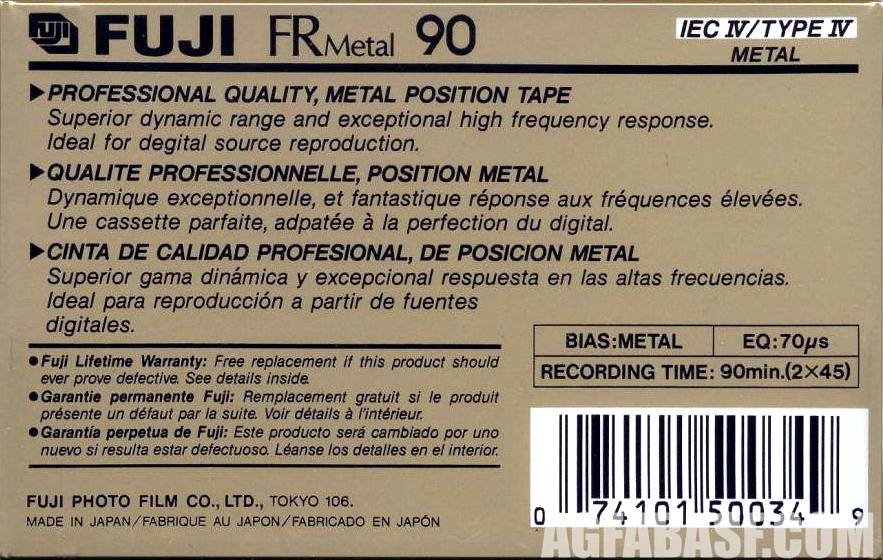 FUJI FUJI FR Metal 90 IEC IV/TYPE IV
METAL
▶PROFESSIONAL QUALITY, METAL POSITION TAPE
Superior dynamic range and exceptional high frequency response.
Ideal for degital source reproduction.
▶QUALITE PROFESSIONNELLE, POSITION METAL
Dynamique exceptionnelle, et fantastique réponse aux fréquences élevées.
Une cassette parfaite, adpatée à la perfection du digital.
▶CINTA DE CALIDAD PROFESIONAL, DE POSICION METAL
Superior gama dinámica y excepcional respuesta en las altas frecuencias.
Ideal para reproducción a partir de fuentes
digitales.
●Fuji Lifetime Warranty: Free replacement if this product should
ever prove defective. See details inside.
●Garantie permanente Fuji: Remplacement gratuit si le produit
présente un défaut par la suite. Voir détails à l'intérieur.
●Garantía perpetua de Fuji: Este producto será cambiado por uno
nuevo si resulta estar defectuoso. Léanse los detalles en el interior.
BIAS:METAL EQ:70μs
RECORDING TIME: 90min.(2×45)
FUJI PHOTO FILM CO., LTD., TOKYO 106.
MADE IN JAPAN/FABRIQUE AU JAPON/FABRICADO EN JAPÓN
0 74101 50034 9
AGFABASF.COM